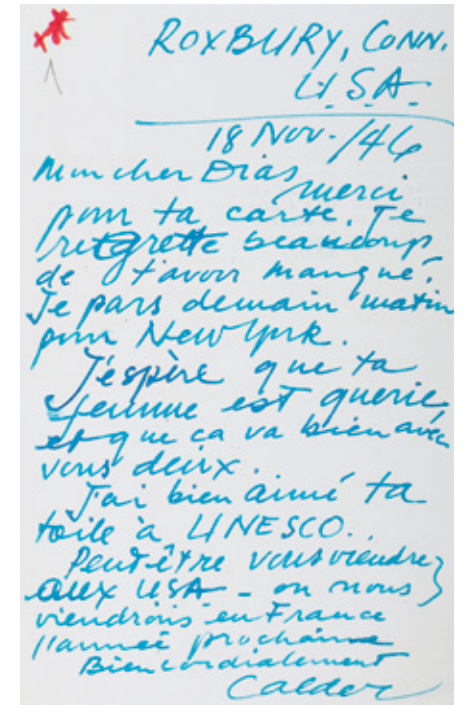 ROXBURY, CONN.
U.S.A.
18 Nov./46
Mon cher Dias
merci
pour ta carte. Je
regrette beaucoup
de t'avoir manqué.
Je pars demain matin
pour New York.
J'espère que ta
femme est guerie
et que ça va bien avec
vous deux.
J'ai bien aimé ta
toile à UNESCO..
Peut-être vous viendrez
aux USA - ou nous
viendrons en France
l'année prochaine
Bien cordialement
Calder